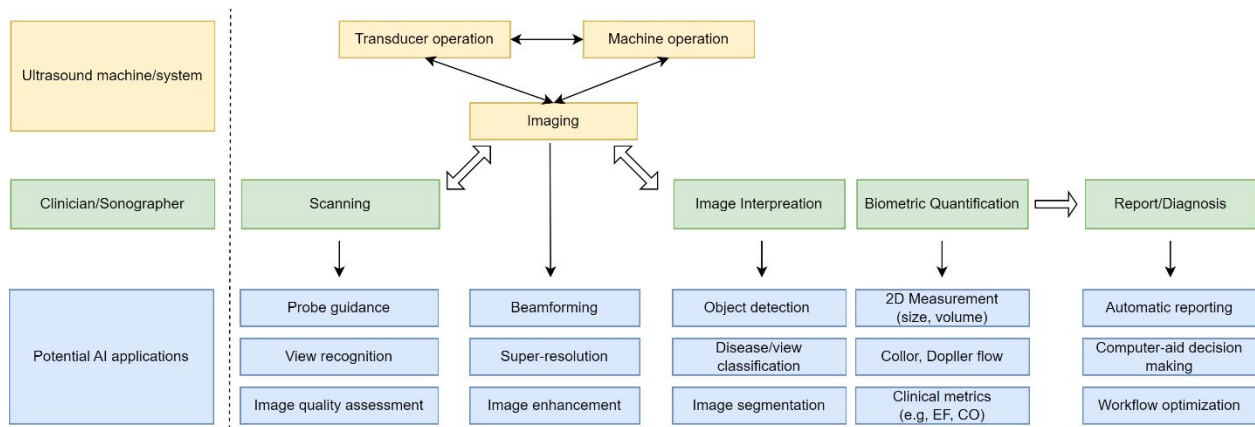 Transducer operation
Machine operation
Ultrasound machine/system
Imaging
Clinician/Sonographer
Scanning
Image Interpreation
Biometric Quantification
Report/Diagnosis
Potential AI applications
Probe guidance
Beamforming
Object detection
2D Measurement
(size, volume)
Automatic reporting
View recognition
Super-resolution
Disease/view
classification
Collor, Dopller flow
Computer-aid decision
making
Image quality assessment
Image enhancement
Image segmentation
Clinical metrics
(e.g, EF, CO)
Workflow optimization